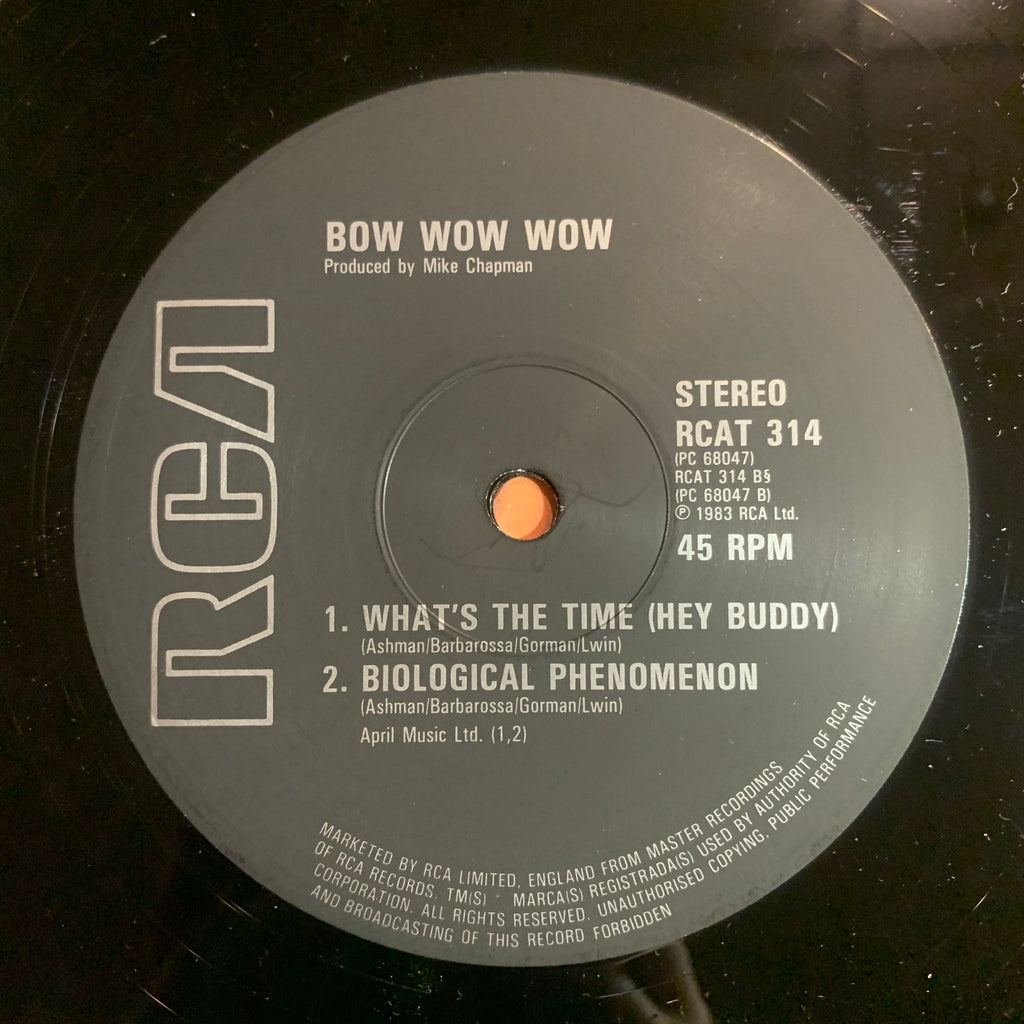 RCA
BOW WOW WOW
Produced by Mike Chapman
STEREO
RCAT 314
(PC 68047)
RCAT 314 B§
(PC 68047 B)
℗ 1983 RCA Ltd.
45 RPM
1. WHAT'S THE TIME (HEY BUDDY)
(Ashman/Barbarossa/Gorman/Lwin)
2. BIOLOGICAL PHENOMENON
(Ashman/Barbarossa/Gorman/Lwin)
April Music Ltd. (1,2)
MARKETED BY RCA LIMITED, ENGLAND FROM MASTER RECORDINGS
OF RCA RECORDS. TM(S) · MARCA(S) REGISTRADA(S) USED BY AUTHORITY OF RCA
CORPORATION. ALL RIGHTS RESERVED. UNAUTHORISED COPYING, PUBLIC PERFORMANCE
AND BROADCASTING OF THIS RECORD FORBIDDEN